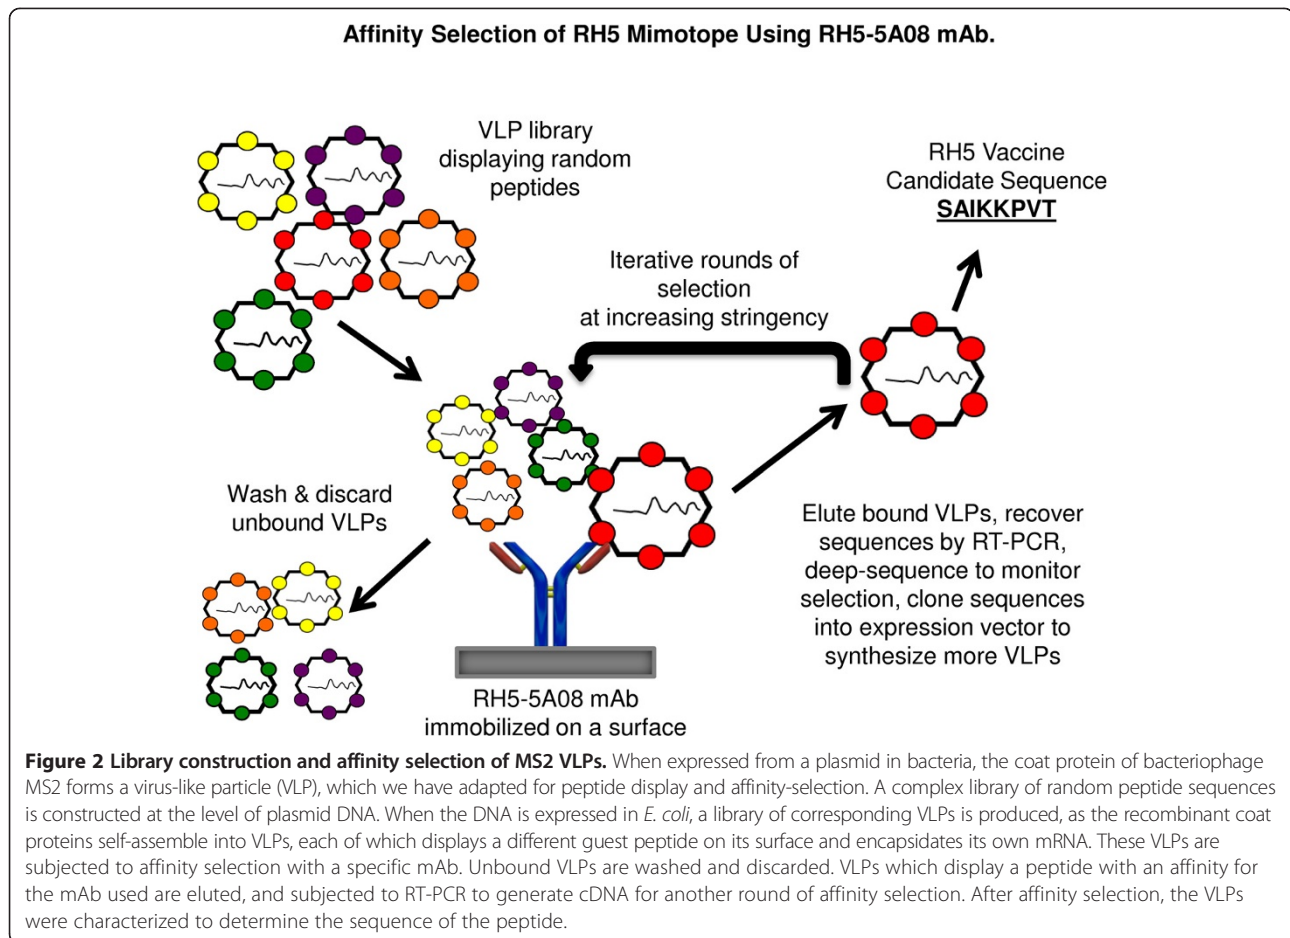 Affinity Selection of RH5 Mimotope Using RH5-5A08 mAb.
VLP library
displaying random
peptides
RH5 Vaccine
Candidate Sequence
SAIKKPVT
Iterative rounds of
selection
at increasing stringency
Wash & discard
unbound VLPs
Elute bound VLPs, recover
sequences by RT-PCR,
deep-sequence to monitor
selection, clone sequences
into expression vector to
synthesize more VLPs
RH5-5A08 mAb
immobilized on a surface
Figure 2 Library construction and affinity selection of MS2 VLPs. When expressed from a plasmid in bacteria, the coat protein of bacteriophage
MS2 forms a virus-like particle (VLP), which we have adapted for peptide display and affinity-selection. A complex library of random peptide sequences
is constructed at the level of plasmid DNA. When the DNA is expressed in E. coli, a library of corresponding VLPs is produced, as the recombinant coat
proteins self-assemble into VLPs, each of which displays a different guest peptide on its surface and encapsidates its own mRNA. These VLPs are
subjected to affinity selection with a specific mAb. Unbound VLPs are washed and discarded. VLPs which display a peptide with an affinity for
the mAb used are eluted, and subjected to RT-PCR to generate cDNA for another round of affinity selection. After affinity selection, the VLPs
were characterized to determine the sequence of the peptide.